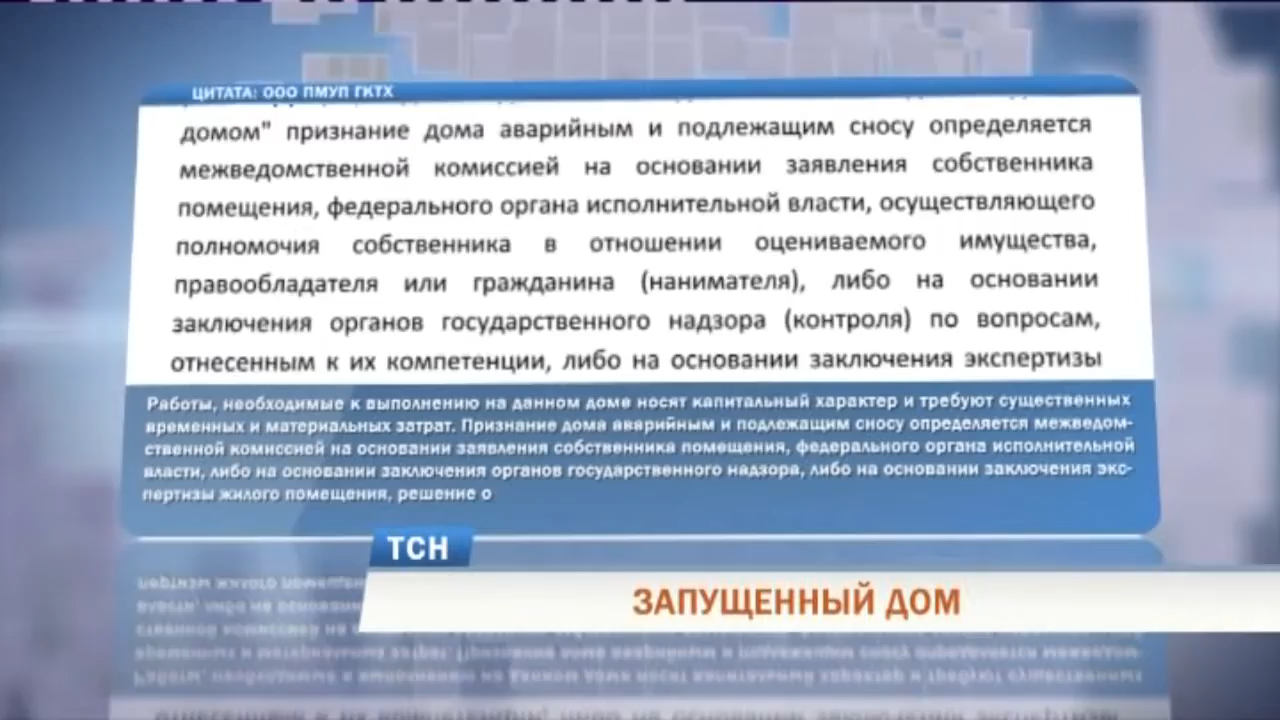 ЦИТАТА: ООО ПМУП ГКТХ
домом" признание дома аварийным и подлежащим сносу определяется
межведомственной комиссией на основании заявления собственника
помещения, федерального органа исполнительной власти, осуществляющего
полномочия собственника в отношении оцениваемого имущества,
правообладателя или гражданина (нанимателя), либо на основании
заключения органов государственного надзора (контроля) по вопросам,
отнесенным к их компетенции, либо на основании заключения экспертизы
Работы, необходимые к выполнению на данном доме носят капитальный характер и требуют существенных
временных и материальных затрат. Признание дома аварийным и подлежащим сносу определяется межведом-
ственной комиссией на основании заявления собственника помещения, федерального органа исполнительной
власти, либо на основании заключения органов государственного надзора, либо на основании заключения экс-
пертизы жилого помещения, решение о
ТСН
ЗАПУЩЕННЫЙ ДОМ